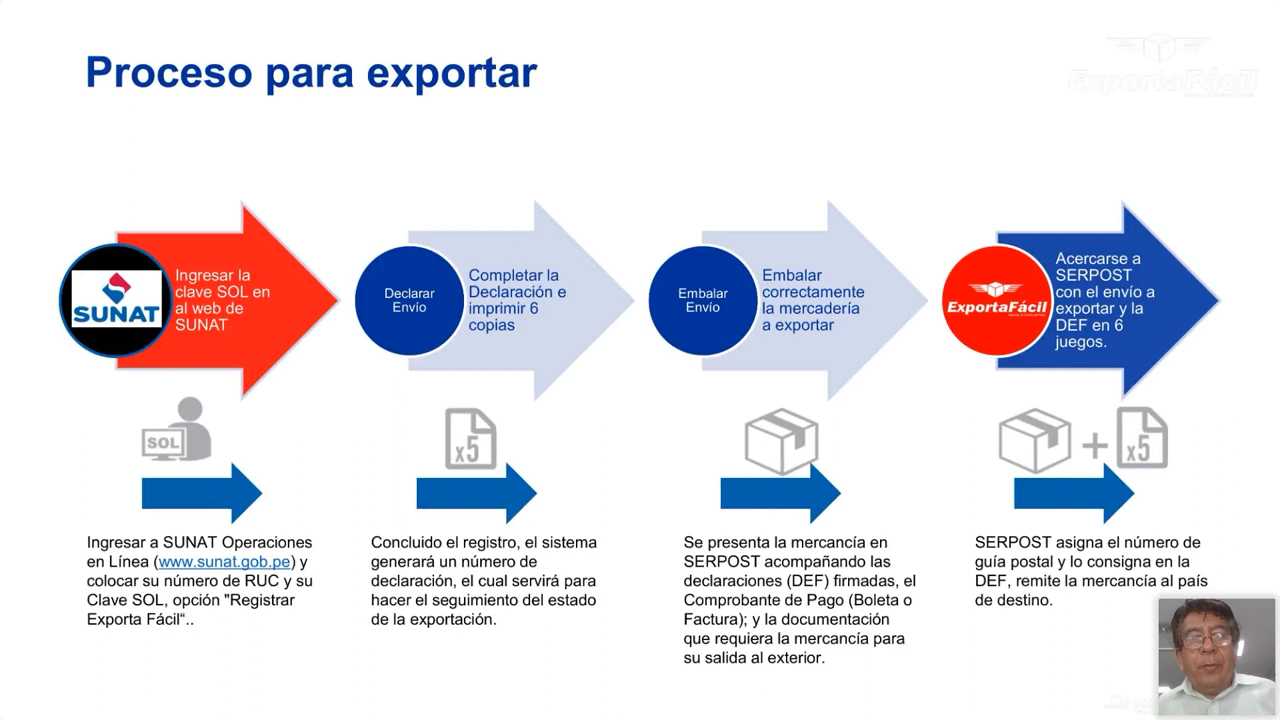 Proceso para exportar
ExportaFácil
SUNAT
Ingresar la
clave SOL en
al web de
SUNAT
Declarar
Envío
Completar la
Declaración e
imprimir 6
copias
Embalar
Envío
Embalar
correctamente
la mercadería
a exportar
ExportaFácil
Acercarse a
SERPOST
con el envío a
exportar y la
DEF en 6
juegos.
SOL
x5
+
x5
Ingresar a SUNAT Operaciones
en Línea (www.sunat.gob.pe) y
colocar su número de RUC y su
Clave SOL, opción "Registrar
Exporta Fácil“..
Concluido el registro, el sistema
generará un número de
declaración, el cual servirá para
hacer el seguimiento del estado
de la exportación.
Se presenta la mercancía en
SERPOST acompañando las
declaraciones (DEF) firmadas, el
Comprobante de Pago (Boleta o
Factura); y la documentación
que requiera la mercancía para
su salida al exterior.
SERPOST asigna el número de
guía postal y lo consigna en la
DEF, remite la mercancía al país
de destino.